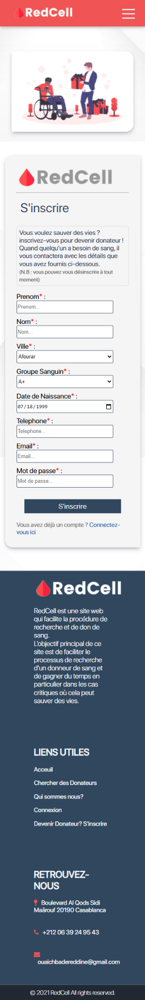 RedCell
RedCell
S'inscrire
Vous voulez sauver des vies ?
inscrivez-vous pour devenir donateur !
Quand quelqu'un a besoin de sang, il
vous contactera avec les détails que
vous avez fournis ci-dessous.
(N.B : vous pouvez vous désinscrire à tout
moment)
Prenom* :
Prenom...
Nom* :
Nom...
Ville* :
Afourar
Groupe Sanguin* :
A+
Date de Naissance* :
07/18/1999
Telephone* :
Telephone...
Email* :
Email...
Mot de passe* :
Mot de passe...
S'inscrire
Vous avez déjà un compte ? Connectez-
vous ici
RedCell
RedCell est une site web
qui facilite la procédure de
recherche et de don de
sang.
L'objectif principal de ce
site est de faciliter le
processus de recherche
d'un donneur de sang et
de gagner du temps en
particulier dans les cas
critiques où cela peut
sauver des vies.
LIENS UTILES
Acceuil
Chercher des Donateurs
Qui sommes nous?
Connexion
Devenir Donateur? S'inscrire
RETROUVEZ-
NOUS
Boulevard Al Qods Sidi
Maârouf 20190 Casablanca
+212 06 39 24 95 43
ouaichbadereddine@gmail.com
© 2021 RedCell All rights reserved.